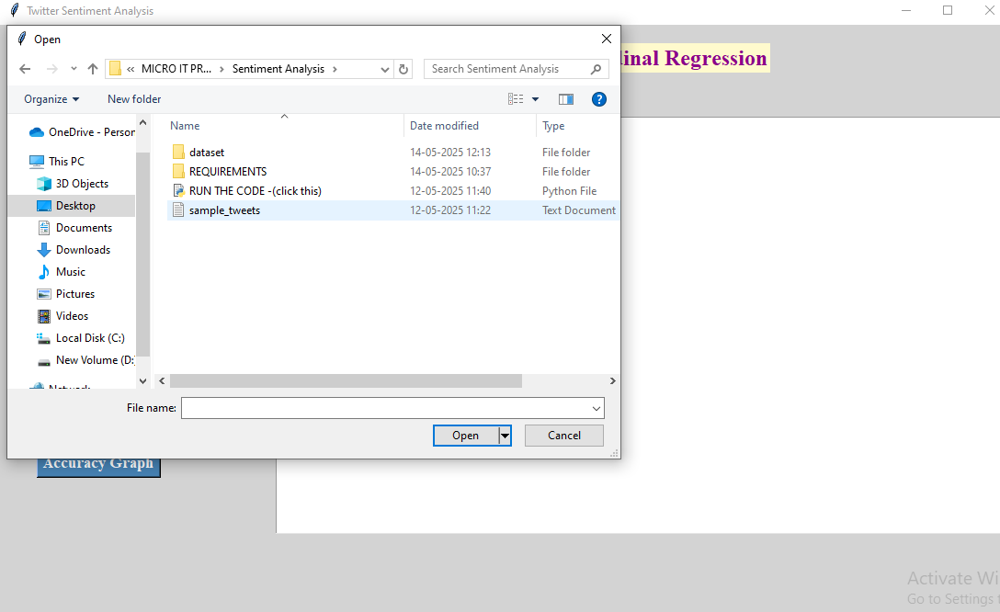 Twitter Sentiment Analysis
Open
inal Regression
« MICRO IT PR... > Sentiment Analysis >
Search Sentiment Analysis
Organize
New folder
Name
Date modified
Type
OneDrive - Person
This PC
3D Objects
Desktop
Documents
Downloads
Music
Pictures
Videos
Local Disk (C:)
New Volume (D:
dataset 14-05-2025 12:13 File folder
REQUIREMENTS 14-05-2025 10:37 File folder
RUN THE CODE -(click this) 12-05-2025 11:40 Python File
sample_tweets 12-05-2025 11:22 Text Document
File name:
Open
Cancel
Accuracy Graph
Activate Wi
Go to Settings t